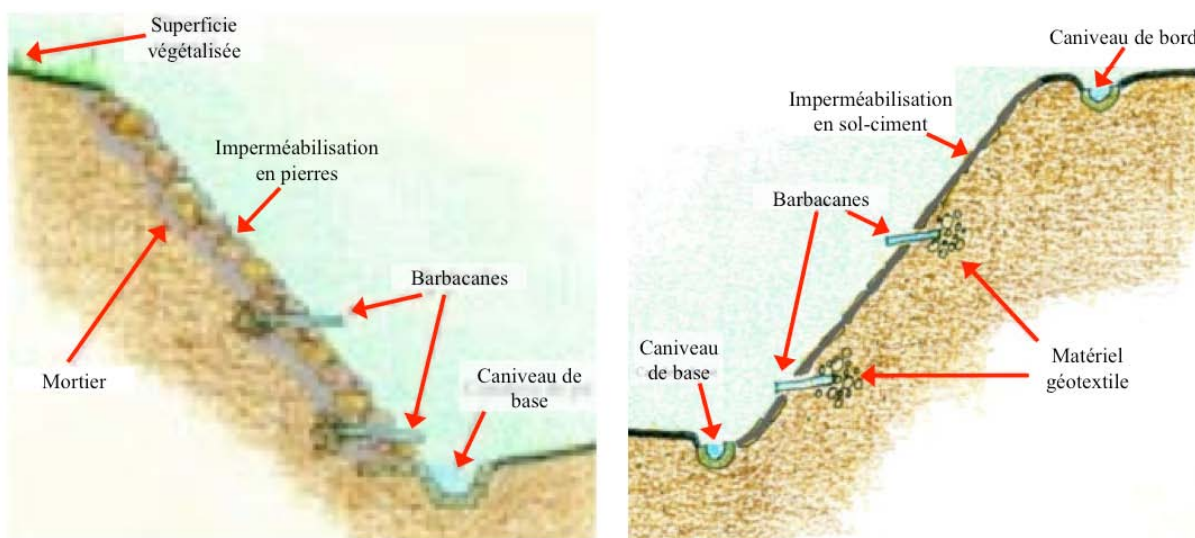 Superficie
végétalisée
Imperméabilisation
en pierres
Barbacanes
Mortier
Caniveau de
base
Caniveau de bord
Imperméabilisation
en sol-ciment
Barbacanes
Caniveau
de base
Matériel
géotextile